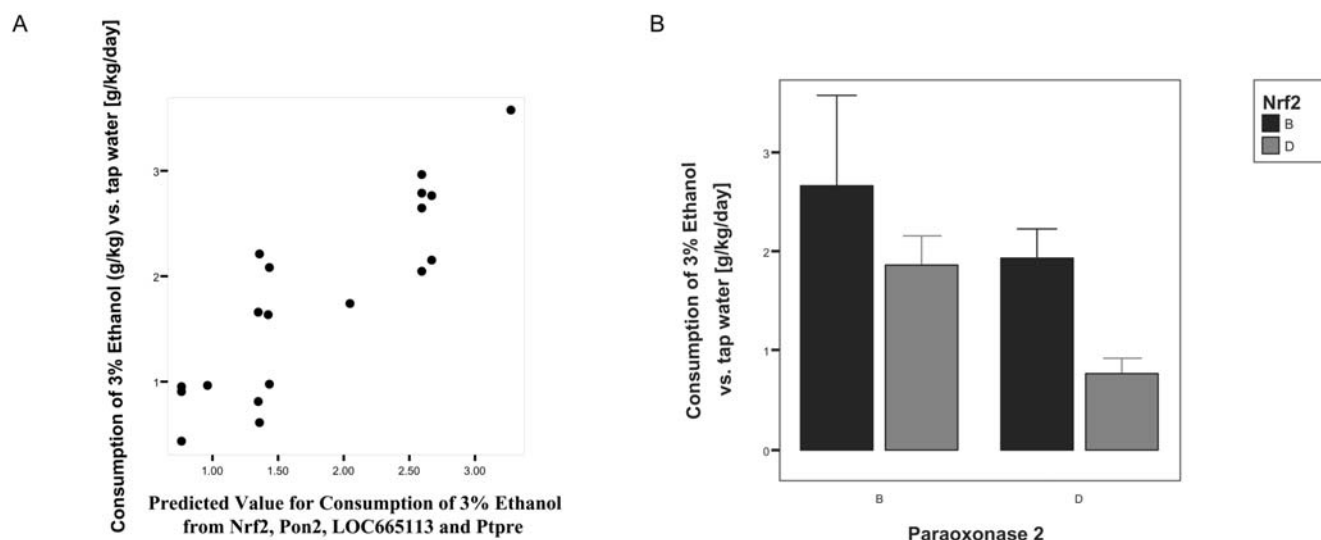 A
Consumption of 3% Ethanol (g/kg) vs. tap water [g/kg/day]
3
2
1
1.00 1.50 2.00 2.50 3.00
Predicted Value for Consumption of 3% Ethanol
from Nrf2, Pon2, LOC665113 and Ptpre
B
Consumption of 3% Ethanol
vs. tap water [g/kg/day]
3
2
1
0
B D
Paraoxonase 2
Nrf2
B
D